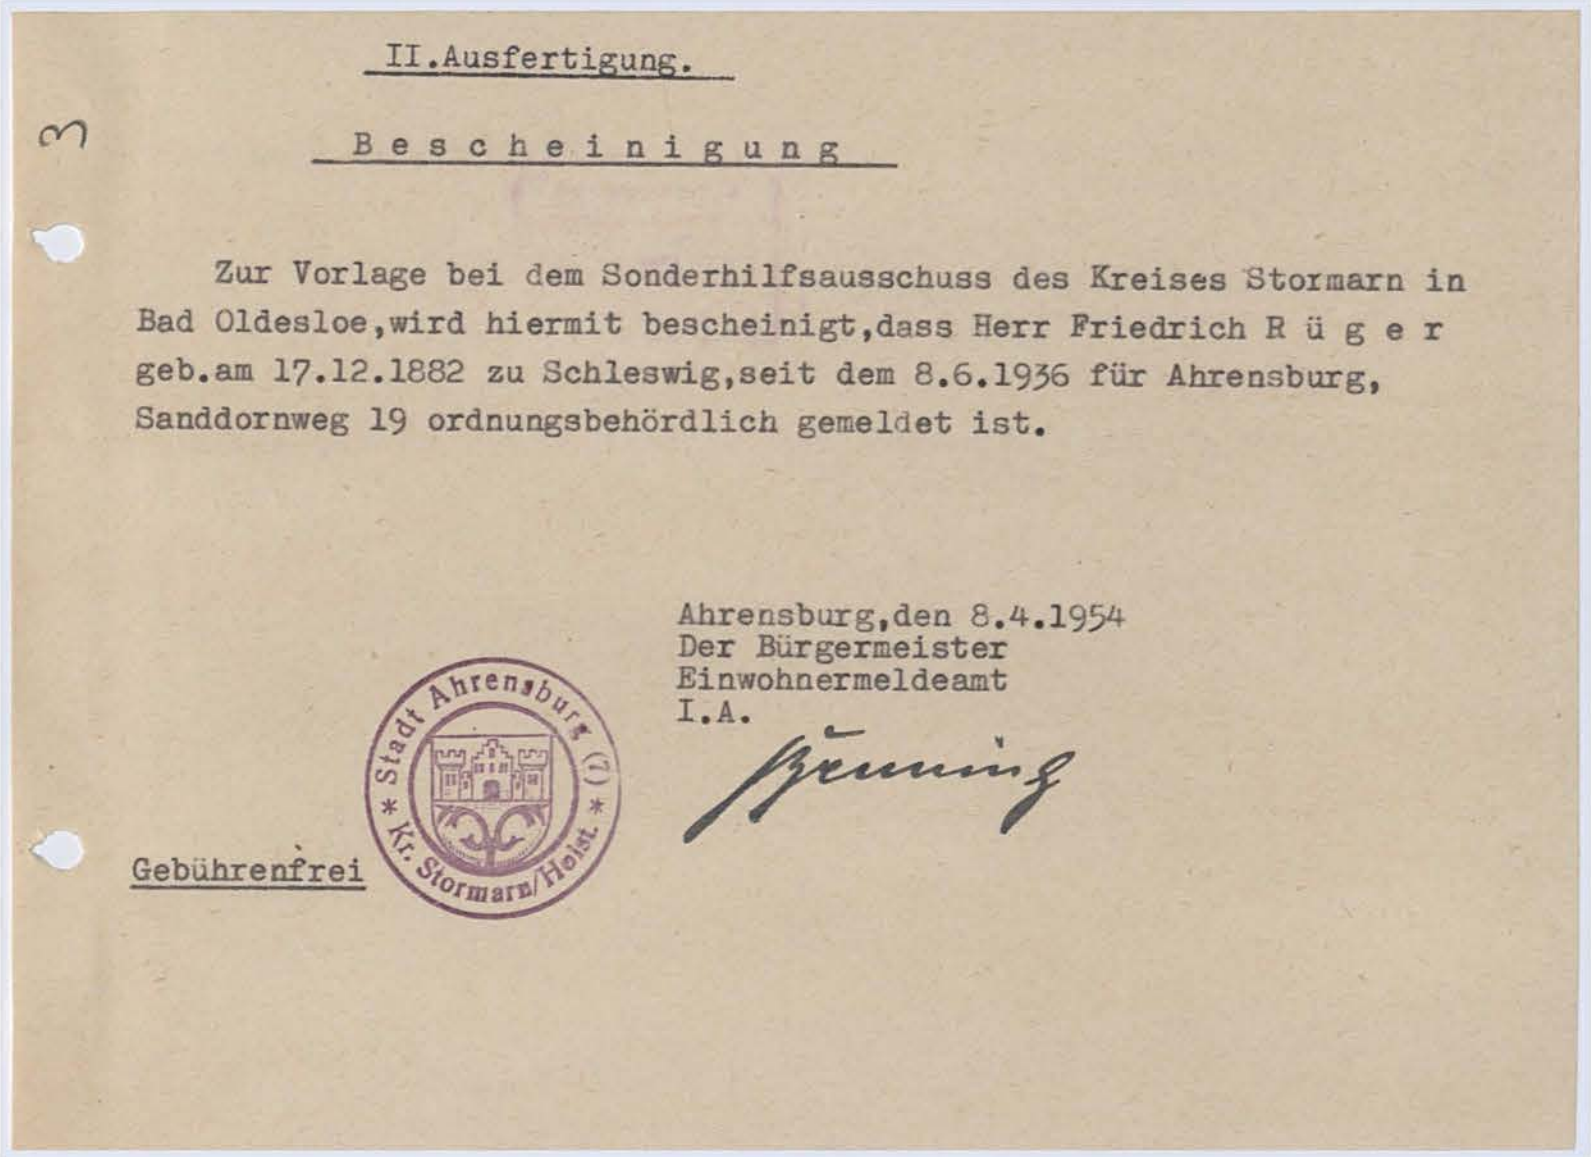 II.Ausfertigung.
3
B e s c h e i n i g u n g
Zur Vorlage bei dem Sonderhilfsausschuss des Kreises Stormarn in
Bad Oldesloe,wird hiermit bescheinigt,dass Herr Friedrich R ü g e r
geb.am 17.12.1882 zu Schleswig,seit dem 8.6.1936 für Ahrensburg,
Sanddornweg 19 ordnungsbehördlich gemeldet ist.
Ahrensburg,den 8.4.1954
Der Bürgermeister
Einwohnermeldeamt
I.A.
Stadt Ahrensburg (7)
* Kr. Stormarn/Holst. *
Gebührenfrei